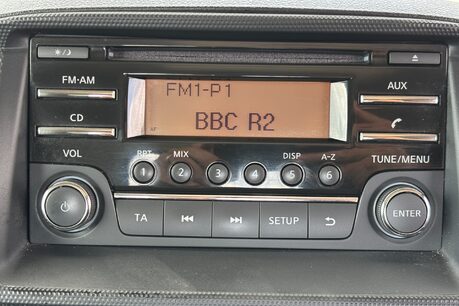 FM·AM
FM1-P1
BBC R2
AF
AUX
CD
VOL
RPT
MIX
DISP
A-Z
TUNE/MENU
1
2
3
4
5
6
TA
SETUP
ENTER